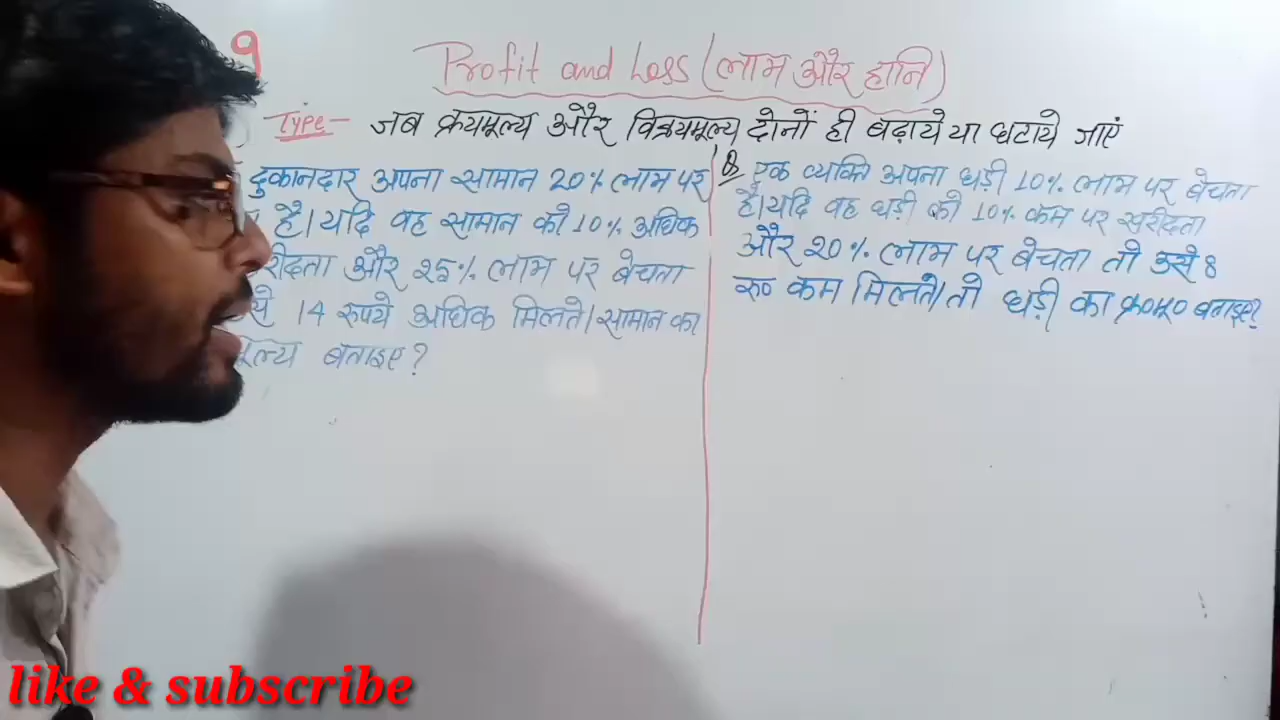 9
Profit and Loss (लाभ और हानि)
Type:- जब क्रयमूल्य और विक्रयमूल्य दोनों ही बढ़ाये या घटाये जाएं
दुकानदार अपना सामान 20% लाभ पर
है। यदि वह सामान को 10% अधिक
और 25% लाभ पर बेचता
14 रुपये अधिक मिलते। सामान का
बताइए?
Q. एक व्यक्ति अपना घड़ी 10% लाभ पर बेचता
है। यदि वह घड़ी को 10% कम पर खरीदता
और 20% लाभ पर बेचता तो उसे 8
रु० कम मिलते। तो घड़ी का क्र०मू० बताइए?
like & subscribe